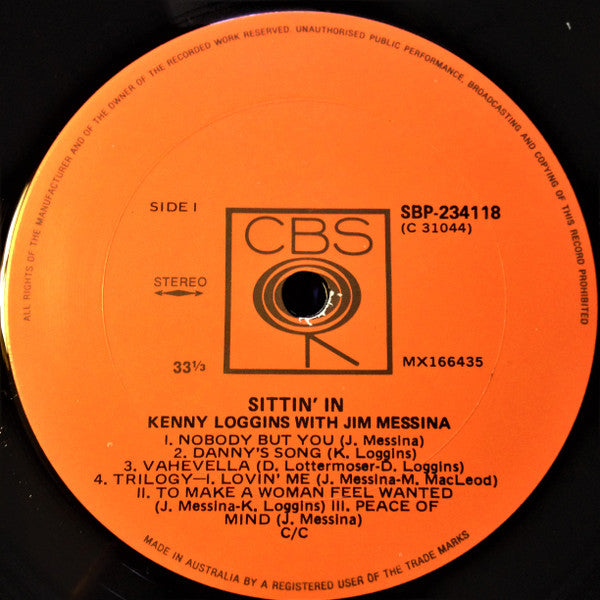 ALL RIGHTS OF THE MANUFACTURER AND OF THE OWNER OF THE RECORDED WORK RESERVED. UNAUTHORISED PUBLIC PERFORMANCE, BROADCASTING AND COPYING OF THIS RECORD PROHIBITED
SIDE I
SBP-234118
(C 31044)
CBS
STEREO
33⅓
MX166435
SITTIN' IN
KENNY LOGGINS WITH JIM MESSINA
I. NOBODY BUT YOU (J. Messina)
2. DANNY'S SONG (K. Loggins)
3. VAHEVELLA (D. Lottermoser-D. Loggins)
4. TRILOGY—I. LOVIN' ME (J. Messina-M. MacLeod)
II. TO MAKE A WOMAN FEEL WANTED
(J. Messina-K. Loggins) III. PEACE OF
MIND (J. Messina)
C/C
MADE IN AUSTRALIA BY A REGISTERED USER OF THE TRADE MARKS